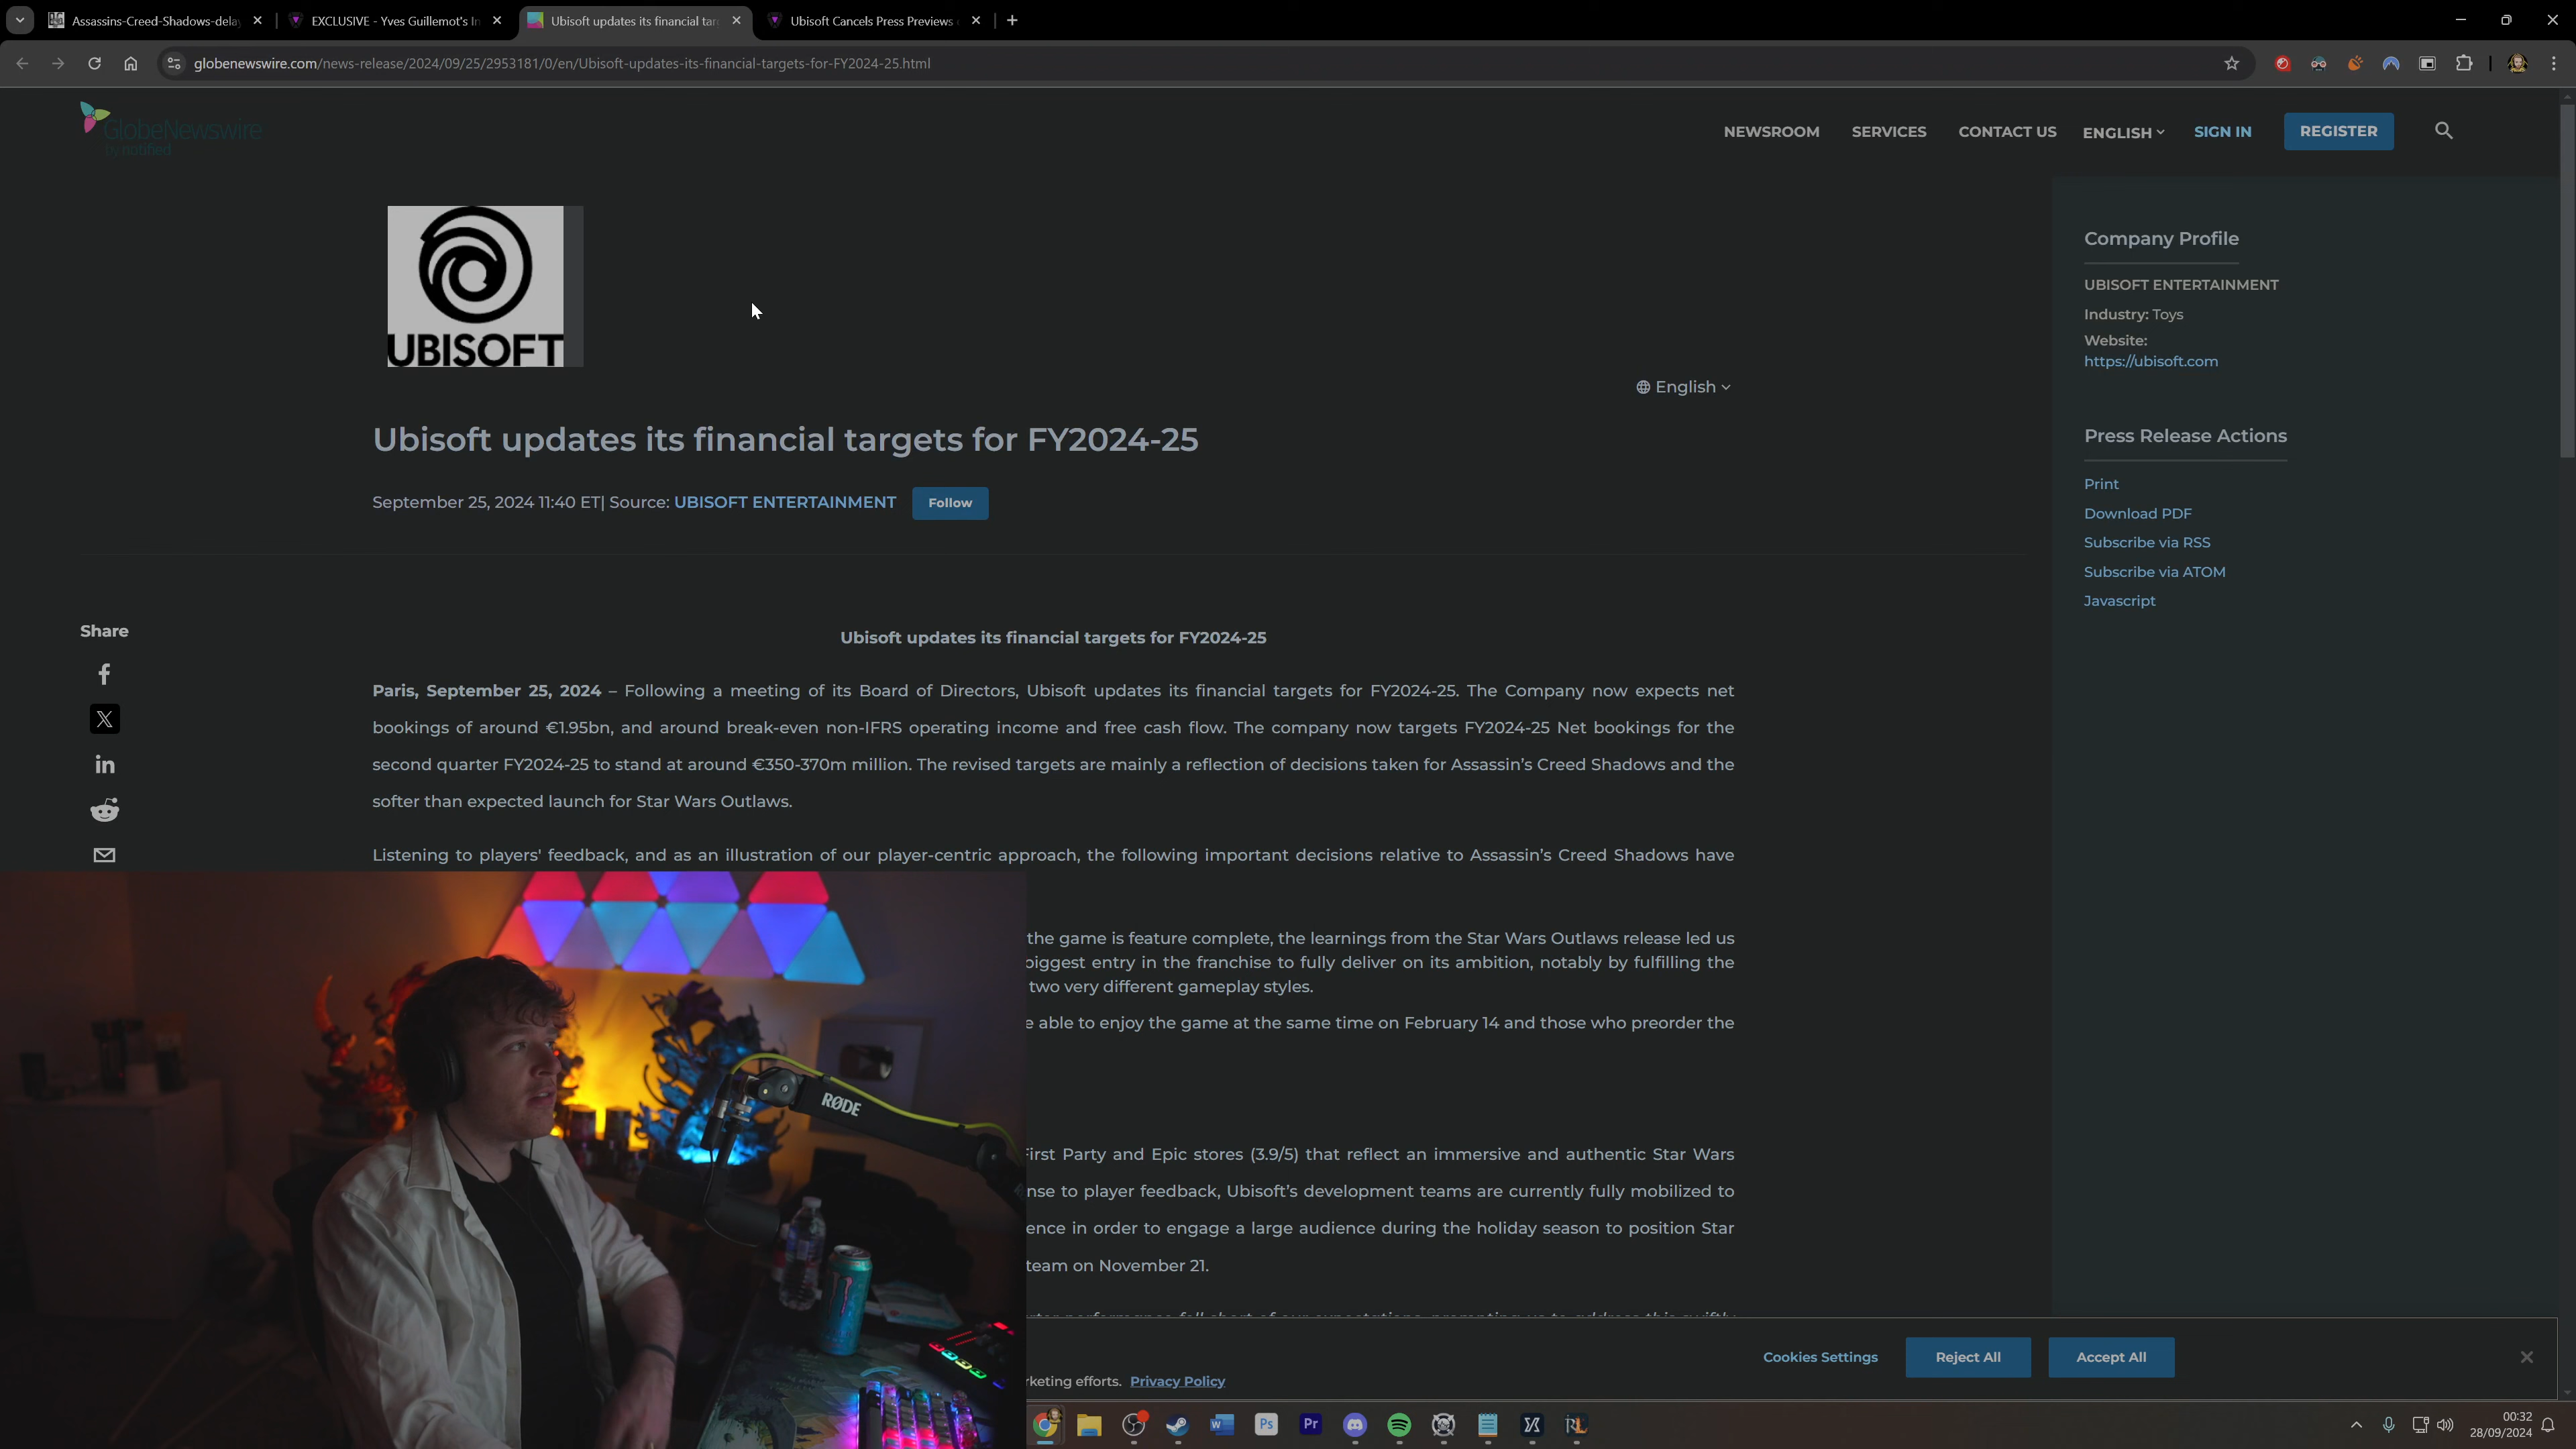 Assassins-Creed-Shadows-delay
EXCLUSIVE - Yves Guillemot's In
Ubisoft updates its financial tar
Ubisoft Cancels Press Previews
globenewswire.com/news-release/2024/09/25/2953181/0/en/Ubisoft-updates-its-financial-targets-for-FY2024-25.html
GlobeNewswire
by notified
NEWSROOM SERVICES CONTACT US ENGLISH SIGN IN REGISTER
UBISOFT
English
Ubisoft updates its financial targets for FY2024-25
September 25, 2024 11:40 ET| Source: UBISOFT ENTERTAINMENT Follow
Company Profile
UBISOFT ENTERTAINMENT
Industry: Toys
Website:
https://ubisoft.com
Press Release Actions
Print
Download PDF
Subscribe via RSS
Subscribe via ATOM
Javascript
Share
Ubisoft updates its financial targets for FY2024-25
Paris, September 25, 2024 – Following a meeting of its Board of Directors, Ubisoft updates its financial targets for FY2024-25. The Company now expects net
bookings of around €1.95bn, and around break-even non-IFRS operating income and free cash flow. The company now targets FY2024-25 Net bookings for the
second quarter FY2024-25 to stand at around €350-370m million. The revised targets are mainly a reflection of decisions taken for Assassin's Creed Shadows and the
softer than expected launch for Star Wars Outlaws.
Listening to players' feedback, and as an illustration of our player-centric approach, the following important decisions relative to Assassin's Creed Shadows have
the game is feature complete, the learnings from the Star Wars Outlaws release led us
biggest entry in the franchise to fully deliver on its ambition, notably by fulfilling the
two very different gameplay styles.
e able to enjoy the game at the same time on February 14 and those who preorder the
First Party and Epic stores (3.9/5) that reflect an immersive and authentic Star Wars
nse to player feedback, Ubisoft's development teams are currently fully mobilized to
ence in order to engage a large audience during the holiday season to position Star
team on November 21.
performance fell short of our expectations, prompting us to address this swiftly
Cookies Settings Reject All Accept All
rketing efforts. Privacy Policy
RØDE
00:32
28/09/2024